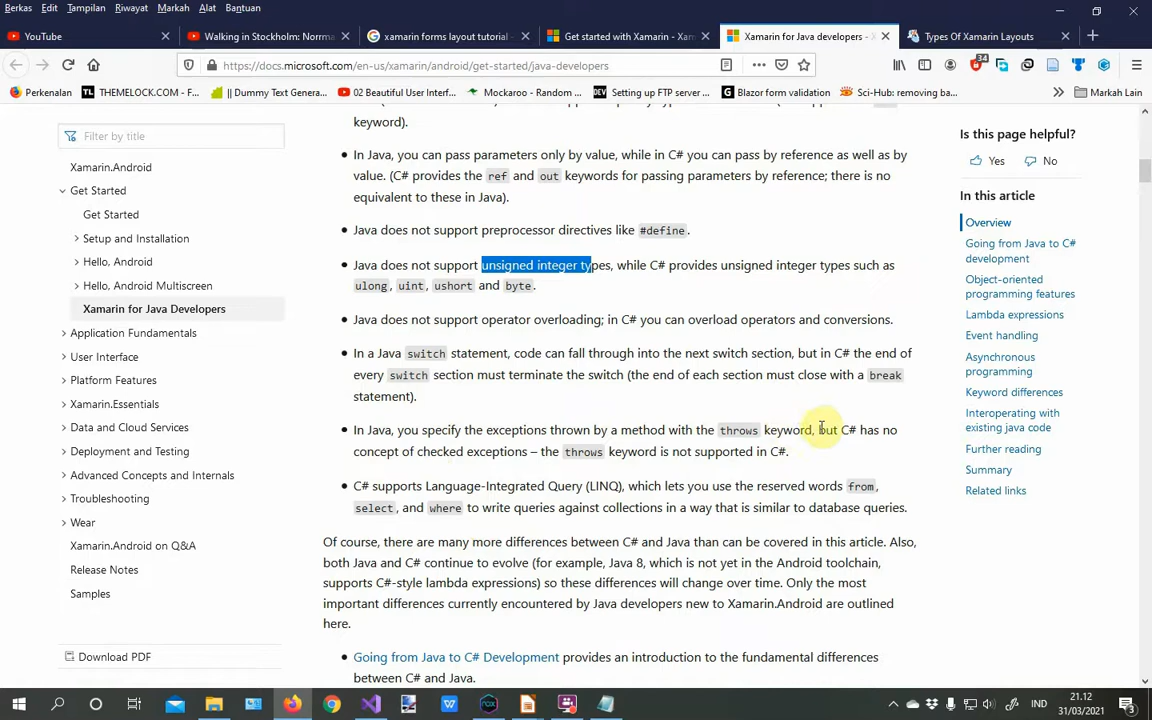 Berkas Edit Tampilan Riwayat Markah Alat Bantuan
YouTube
Walking in Stockholm: Norrma
xamarin forms layout tutorial -
Get started with Xamarin - Xam
Xamarin for Java developers -
Types Of Xamarin Layouts
https://docs.microsoft.com/en-us/xamarin/android/get-started/java-developers
34
Perkenalan
THEMELOCK.COM - F...
|| Dummy Text Genera...
02 Beautiful User Interf...
Mockaroo - Random ...
DEV Setting up FTP server ...
Blazor form validation
Sci-Hub: removing ba...
Markah Lain
Filter by title
Xamarin.Android
Get Started
Get Started
Setup and Installation
Hello, Android
Hello, Android Multiscreen
Xamarin for Java Developers
Application Fundamentals
User Interface
Platform Features
Xamarin.Essentials
Data and Cloud Services
Deployment and Testing
Advanced Concepts and Internals
Troubleshooting
Wear
Xamarin.Android on Q&A
Release Notes
Samples
Download PDF
keyword).
In Java, you can pass parameters only by value, while in C# you can pass by reference as well as by
value. (C# provides the ref and out keywords for passing parameters by reference; there is no
equivalent to these in Java).
Java does not support preprocessor directives like #define.
Java does not support unsigned integer types, while C# provides unsigned integer types such as
ulong, uint, ushort and byte.
Java does not support operator overloading; in C# you can overload operators and conversions.
In a Java switch statement, code can fall through into the next switch section, but in C# the end of
every switch section must terminate the switch (the end of each section must close with a break
statement).
In Java, you specify the exceptions thrown by a method with the throws keyword, but C# has no
concept of checked exceptions – the throws keyword is not supported in C#.
C# supports Language-Integrated Query (LINQ), which lets you use the reserved words from,
select, and where to write queries against collections in a way that is similar to database queries.
Of course, there are many more differences between C# and Java than can be covered in this article. Also,
both Java and C# continue to evolve (for example, Java 8, which is not yet in the Android toolchain,
supports C#-style lambda expressions) so these differences will change over time. Only the most
important differences currently encountered by Java developers new to Xamarin.Android are outlined
here.
Going from Java to C# Development provides an introduction to the fundamental differences
between C# and Java.
Is this page helpful?
Yes No
In this article
Overview
Going from Java to C#
development
Object-oriented
programming features
Lambda expressions
Event handling
Asynchronous
programming
Keyword differences
Interoperating with
existing java code
Further reading
Summary
Related links
IND
21.12
31/03/2021
3